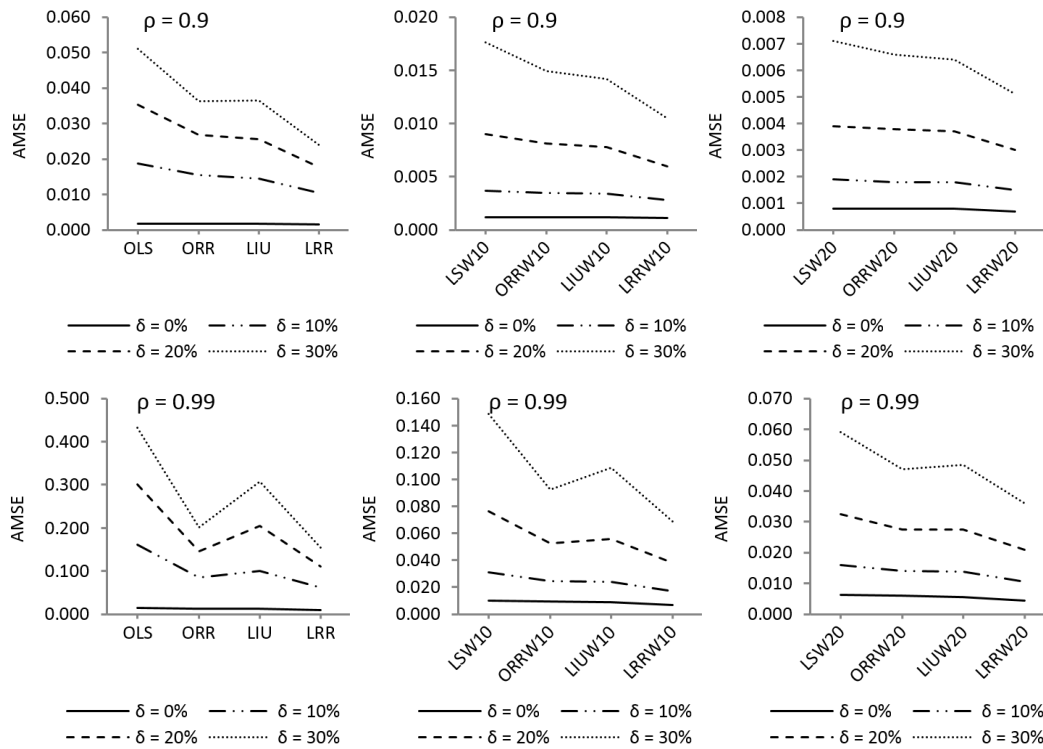 ρ = 0.9
AMSE
0.060
0.050
0.040
0.030
0.020
0.010
0.000
OLS ORR LIU LRR
δ = 0% δ = 10%
δ = 20% δ = 30%
ρ = 0.9
AMSE
0.020
0.015
0.010
0.005
0.000
LSW10 ORRW10 LIUW10 LRRW10
δ = 0% δ = 10%
δ = 20% δ = 30%
ρ = 0.9
AMSE
0.008
0.007
0.006
0.005
0.004
0.003
0.002
0.001
0.000
LSW20 ORRW20 LIUW20 LRRW20
δ = 0% δ = 10%
δ = 20% δ = 30%
ρ = 0.99
AMSE
0.500
0.400
0.300
0.200
0.100
0.000
OLS ORR LIU LRR
δ = 0% δ = 10%
δ = 20% δ = 30%
ρ = 0.99
AMSE
0.160
0.140
0.120
0.100
0.080
0.060
0.040
0.020
0.000
LSW10 ORRW10 LIUW10 LRRW10
δ = 0% δ = 10%
δ = 20% δ = 30%
ρ = 0.99
AMSE
0.070
0.060
0.050
0.040
0.030
0.020
0.010
0.000
LSW20 ORRW20 LIUW20 LRRW20
δ = 0% δ = 10%
δ = 20% δ = 30%